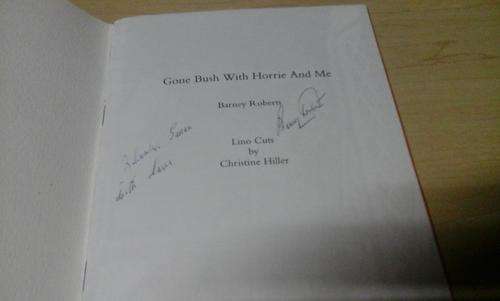 Gone Bush With Horrie And Me
Barney Roberts
Lino Cuts
by
Christine Hiller
with love